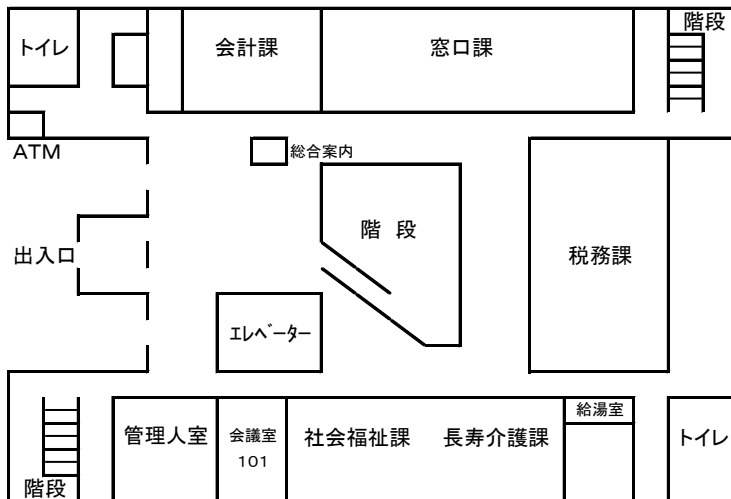 階段
トイレ
会計課
窓口課
ATM
総合案内
階 段
出入口
税務課
エレベーター
給湯室
管理人室
会議室
101
社会福祉課
長寿介護課
トイレ
階段